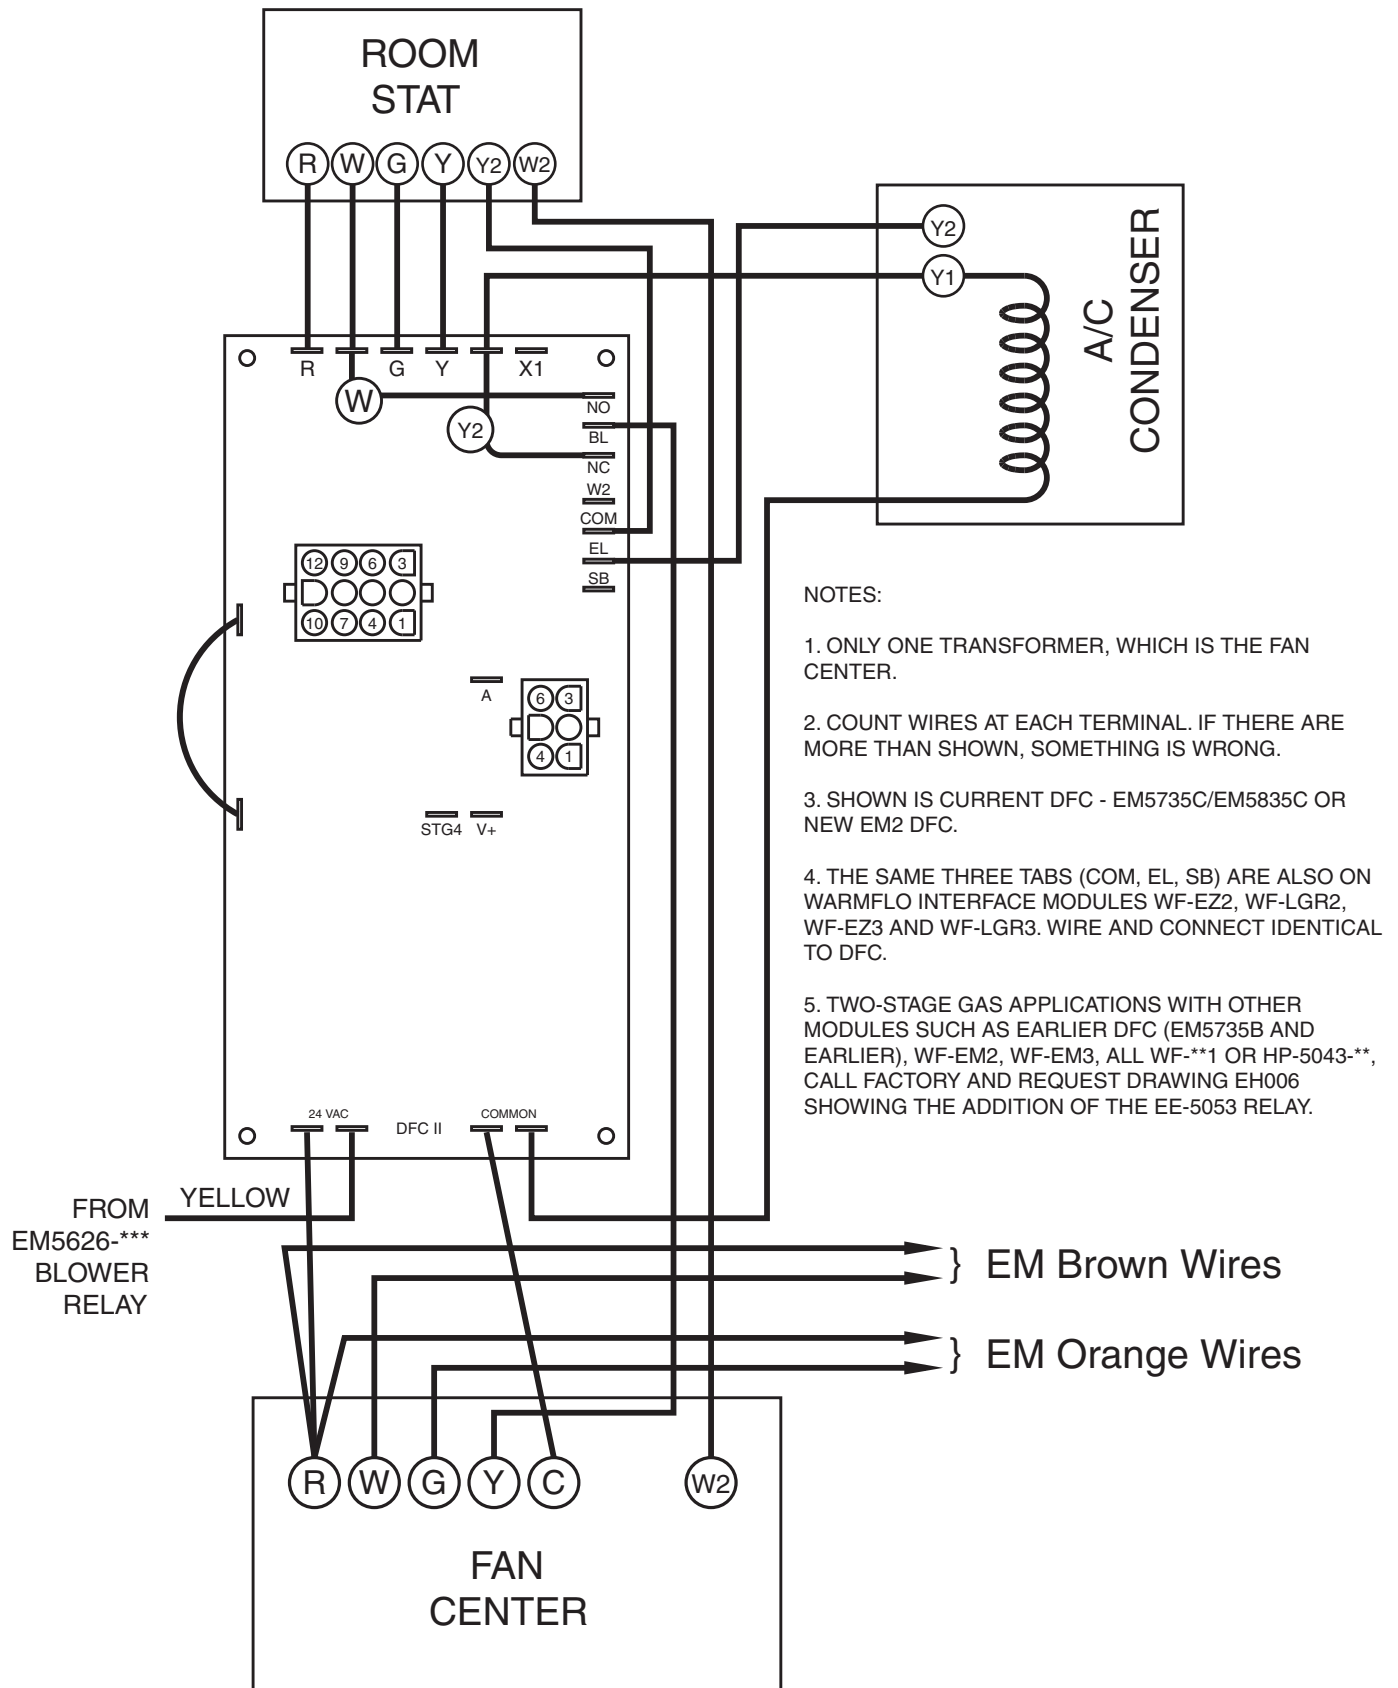 ROOM
STAT
R W G Y Y2 W2
Y2
Y1
A/C
CONDENSER
R G Y X1
W
Y2
NO
BL
NC
W2
COM
EL
SB
12 9 6 3
10 7 4 1
A
6 3
4 1
STG4 V+
24 VAC DFC II COMMON
NOTES:
1. ONLY ONE TRANSFORMER, WHICH IS THE FAN
CENTER.
2. COUNT WIRES AT EACH TERMINAL. IF THERE ARE
MORE THAN SHOWN, SOMETHING IS WRONG.
3. SHOWN IS CURRENT DFC - EM5735C/EM5835C OR
NEW EM2 DFC.
4. THE SAME THREE TABS (COM, EL, SB) ARE ALSO ON
WARMFLO INTERFACE MODULES WF-EZ2, WF-LGR2,
WF-EZ3 AND WF-LGR3. WIRE AND CONNECT IDENTICAL
TO DFC.
5. TWO-STAGE GAS APPLICATIONS WITH OTHER
MODULES SUCH AS EARLIER DFC (EM5735B AND
EARLIER), WF-EM2, WF-EM3, ALL WF-**1 OR HP-5043-**,
CALL FACTORY AND REQUEST DRAWING EH006
SHOWING THE ADDITION OF THE EE-5053 RELAY.
YELLOW
FROM
EM5626-***
BLOWER
RELAY
} EM Brown Wires
} EM Orange Wires
R W G Y C W2
FAN
CENTER